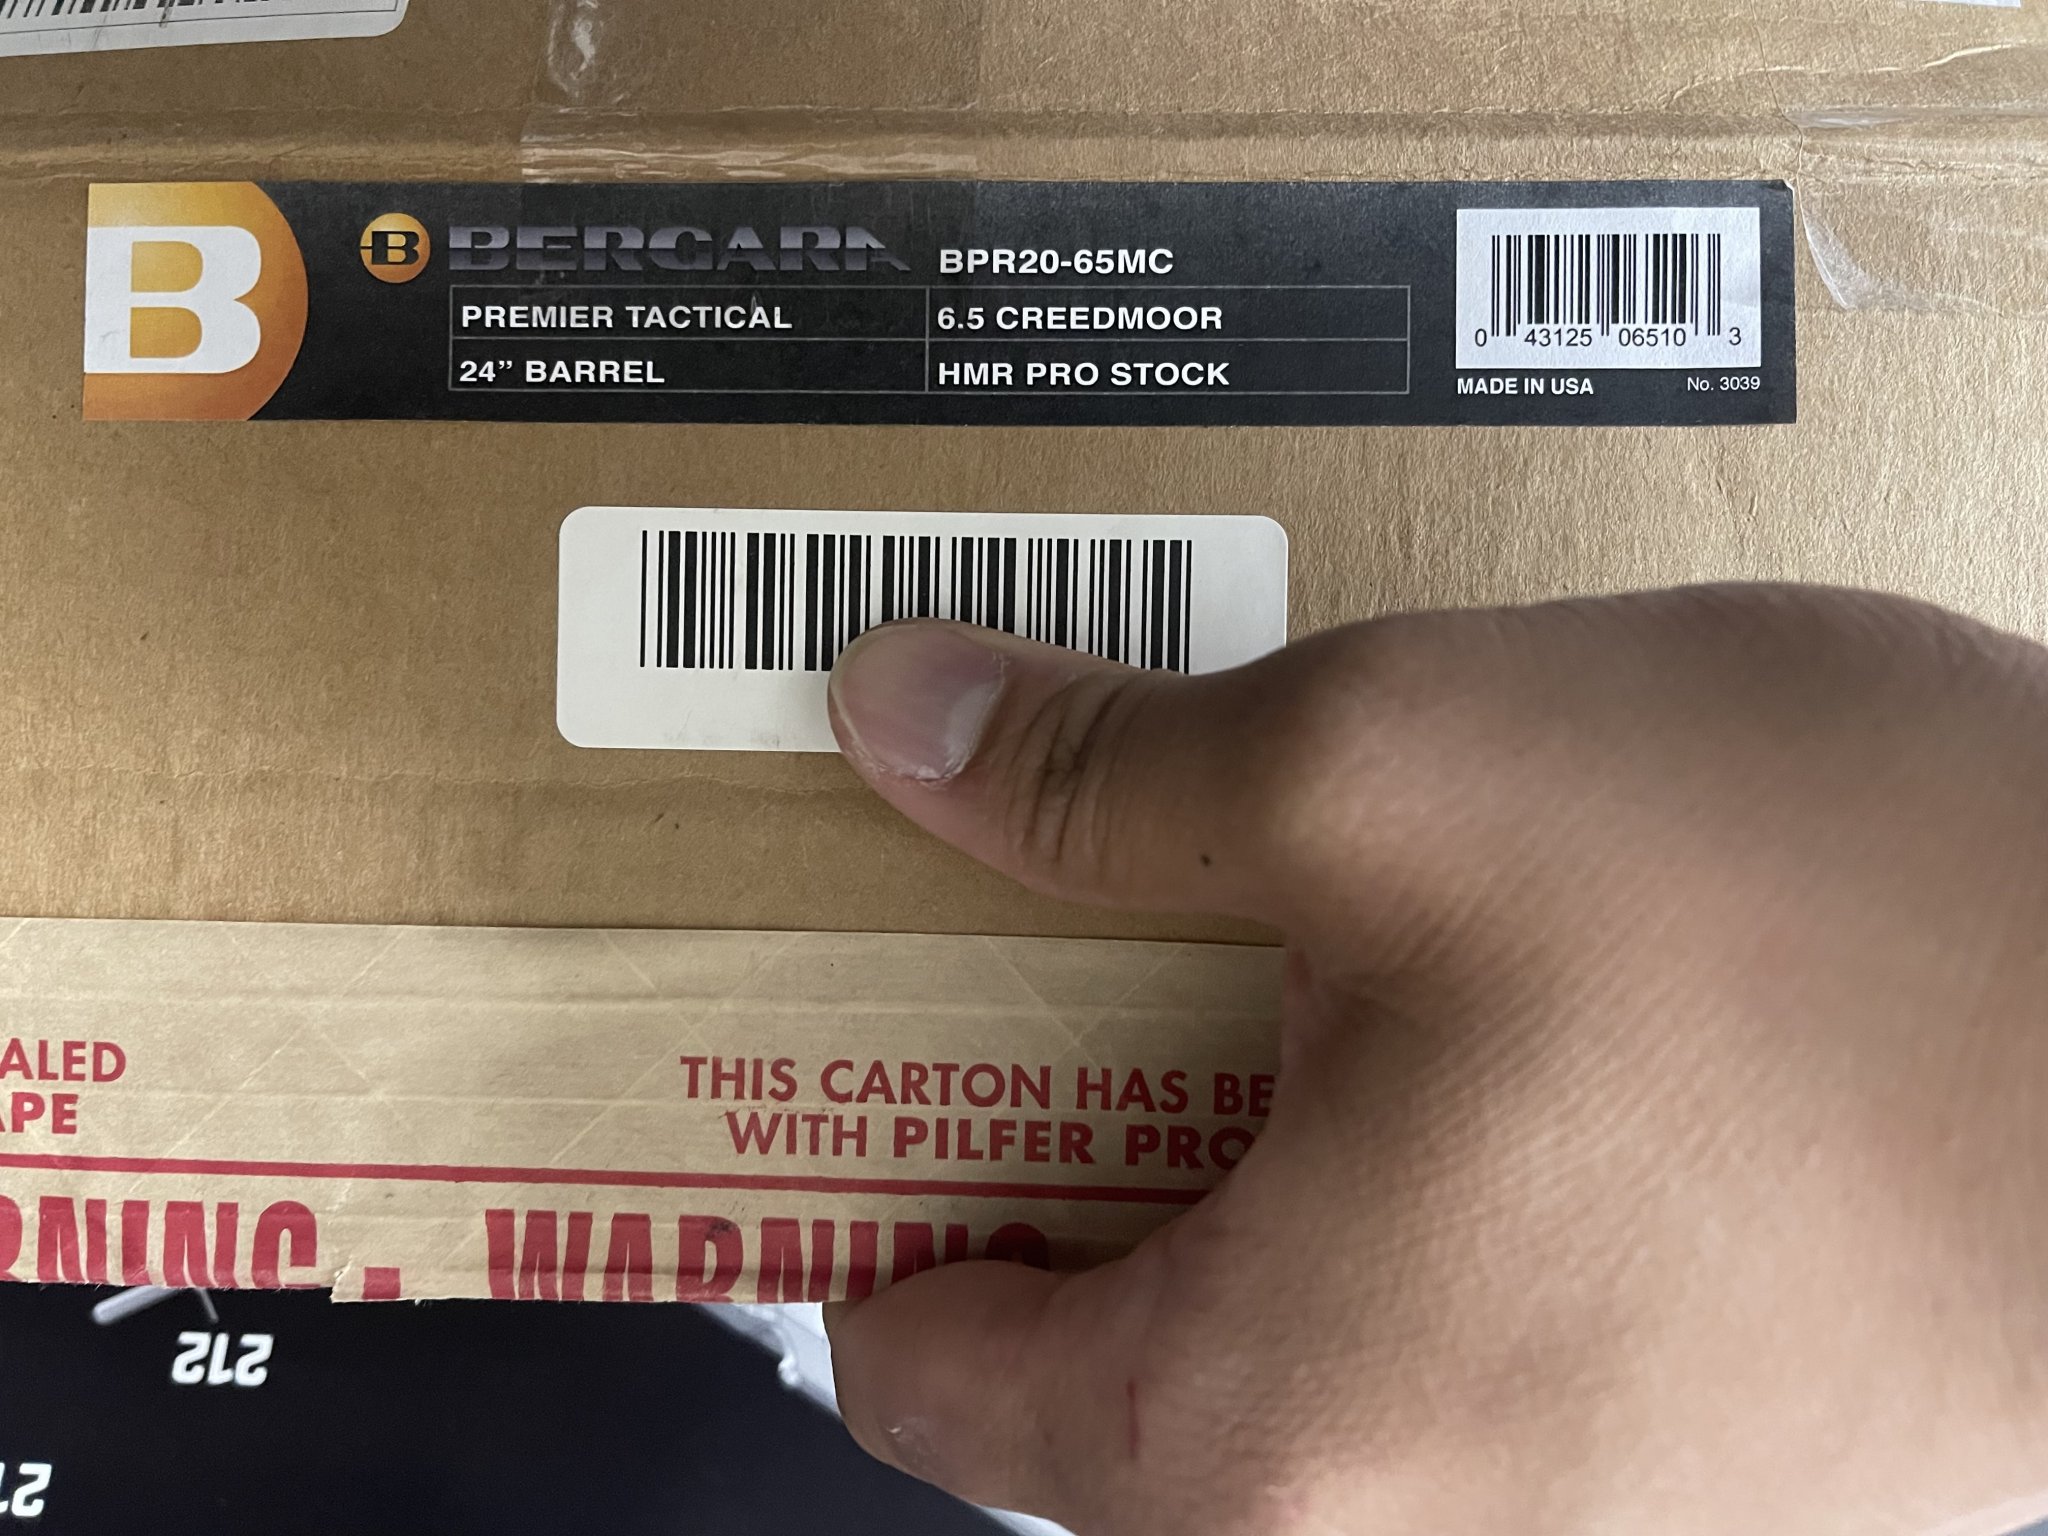 B
B BERGARA BPR20-65MC
PREMIER TACTICAL 6.5 CREEDMOOR
24” BARREL HMR PRO STOCK
0 43125 06510 3
MADE IN USA No. 3039
ALED
APE
THIS CARTON HAS BE
WITH PILFER PRO
RNING - WARNING
212